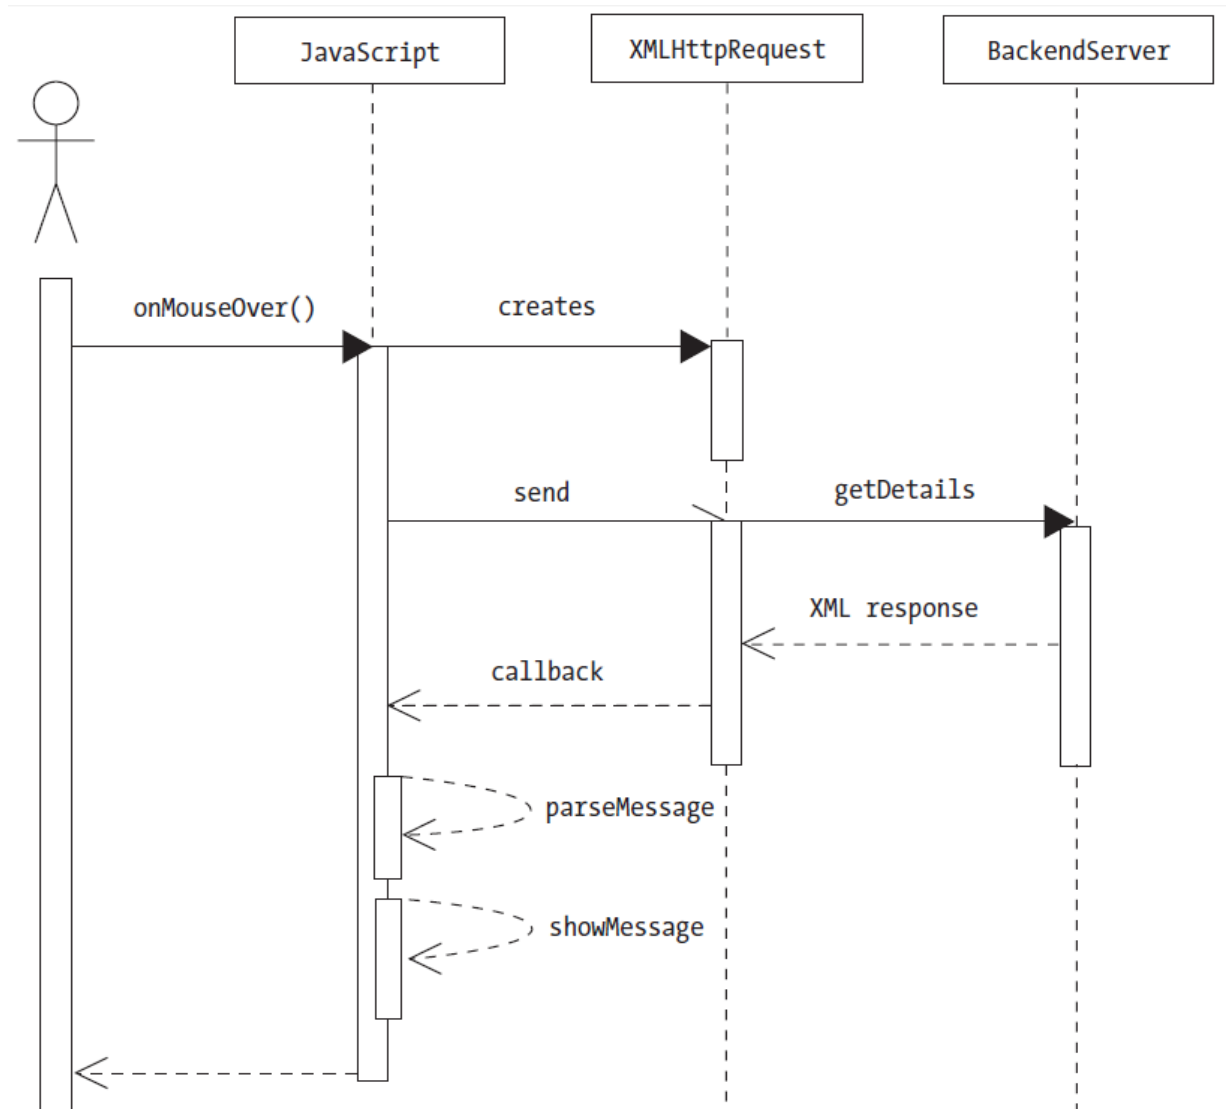 JavaScript
XMLHttpRequest
BackendServer
onMouseOver()
creates
send
getDetails
XML response
callback
parseMessage
showMessage